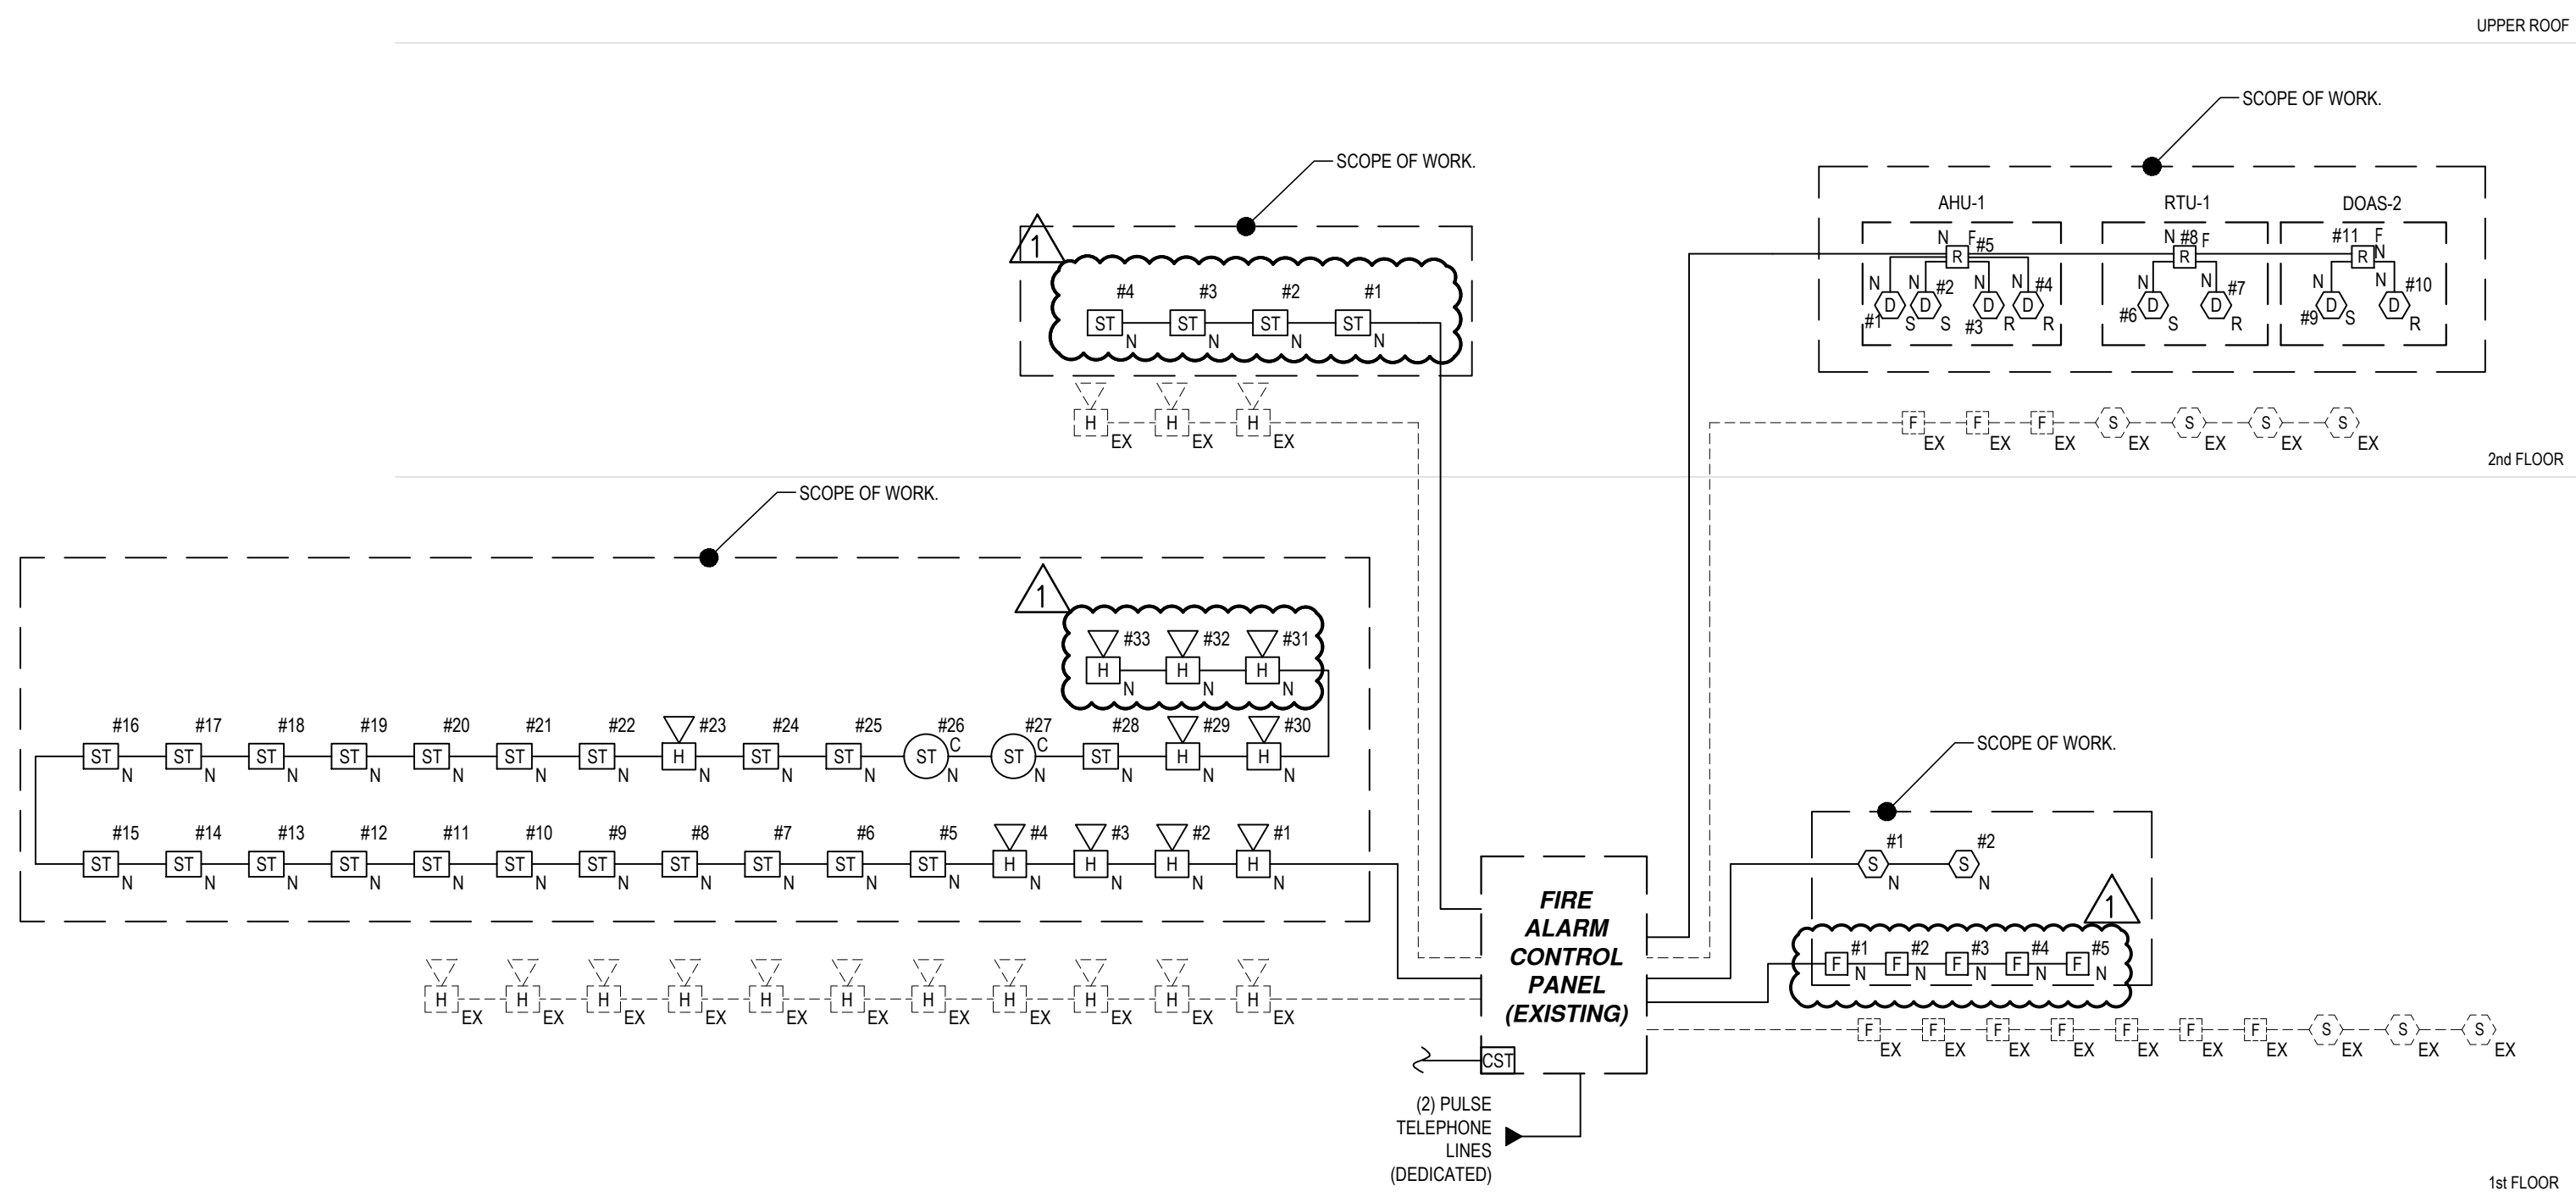 UPPER ROOF
SCOPE OF WORK.
SCOPE OF WORK.
AHU-1 RTU-1 DOAS-2
1
N F #5 N #8 F #11 F N
R R R
N N #2 N N #4 N N #7 N N #10
D D D D D D D D
#1 S S #3 R R #6 S R #9 S R
#4 #3 #2 #1
ST ST ST ST
N N N N
H H H
EX EX EX
F F F S S S S
EX EX EX EX EX EX EX
2nd FLOOR
SCOPE OF WORK.
1
#33 #32 #31
H H H
N N N
#16 #17 #18 #19 #20 #21 #22 #23 #24 #25 #26 #27 #28 #29 #30
ST ST ST ST ST ST ST H ST ST ST C ST C ST H H
N N N N N N N N N N N N N N N
#15 #14 #13 #12 #11 #10 #9 #8 #7 #6 #5 #4 #3 #2 #1
ST ST ST ST ST ST ST ST ST ST ST H H H H
N N N N N N N N N N N N N N N
SCOPE OF WORK.
#1 #2
S S
N N
1
#1 #2 #3 #4 #5
F F F F F
N N N N N
FIRE
ALARM
CONTROL
PANEL
(EXISTING)
H H H H H H H H H H H
EX EX EX EX EX EX EX EX EX EX EX
F F F F F F F S S S
EX EX EX EX EX EX EX EX EX EX
CST
(2) PULSE
TELEPHONE
LINES
(DEDICATED)
1st FLOOR